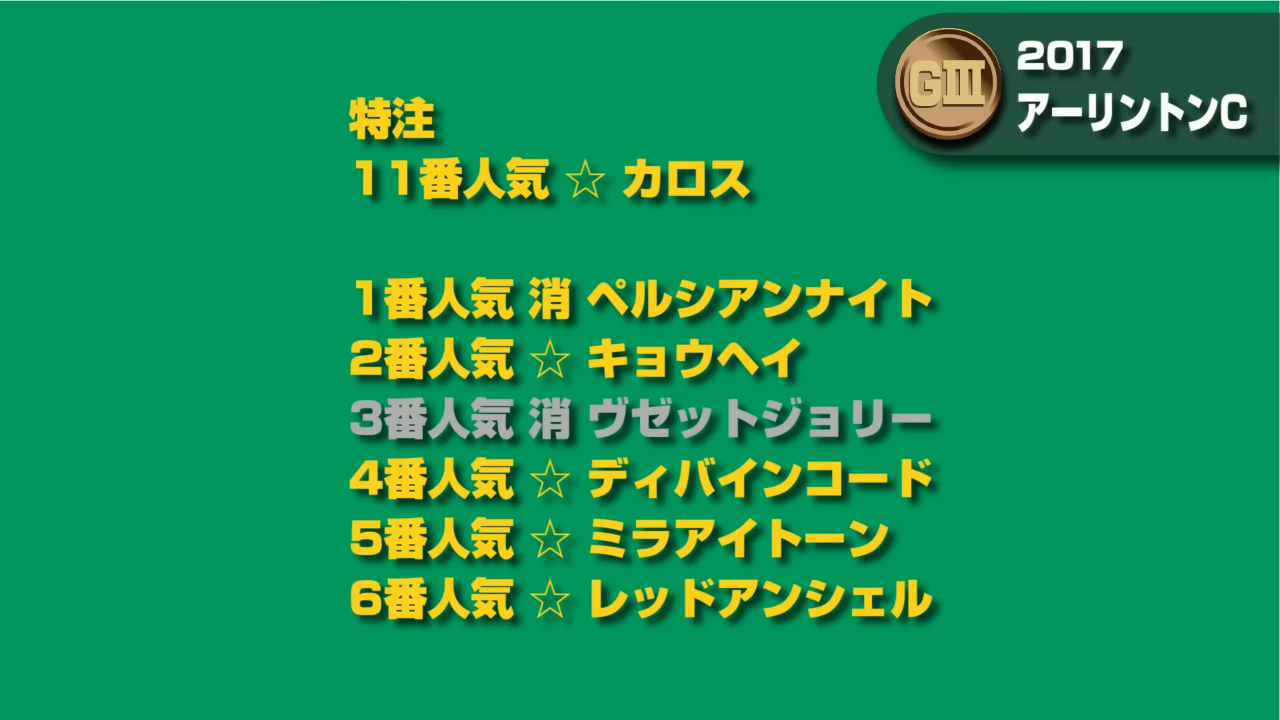 GIII
2017
アーリントンC
特注
11番人気 ☆ カロス
1番人気 消 ペルシアンナイト
2番人気 ☆ キョウヘイ
3番人気 消 ヴゼットジョリー
4番人気 ☆ ディバインコード
5番人気 ☆ ミラアイトーン
6番人気 ☆ レッドアンシェル